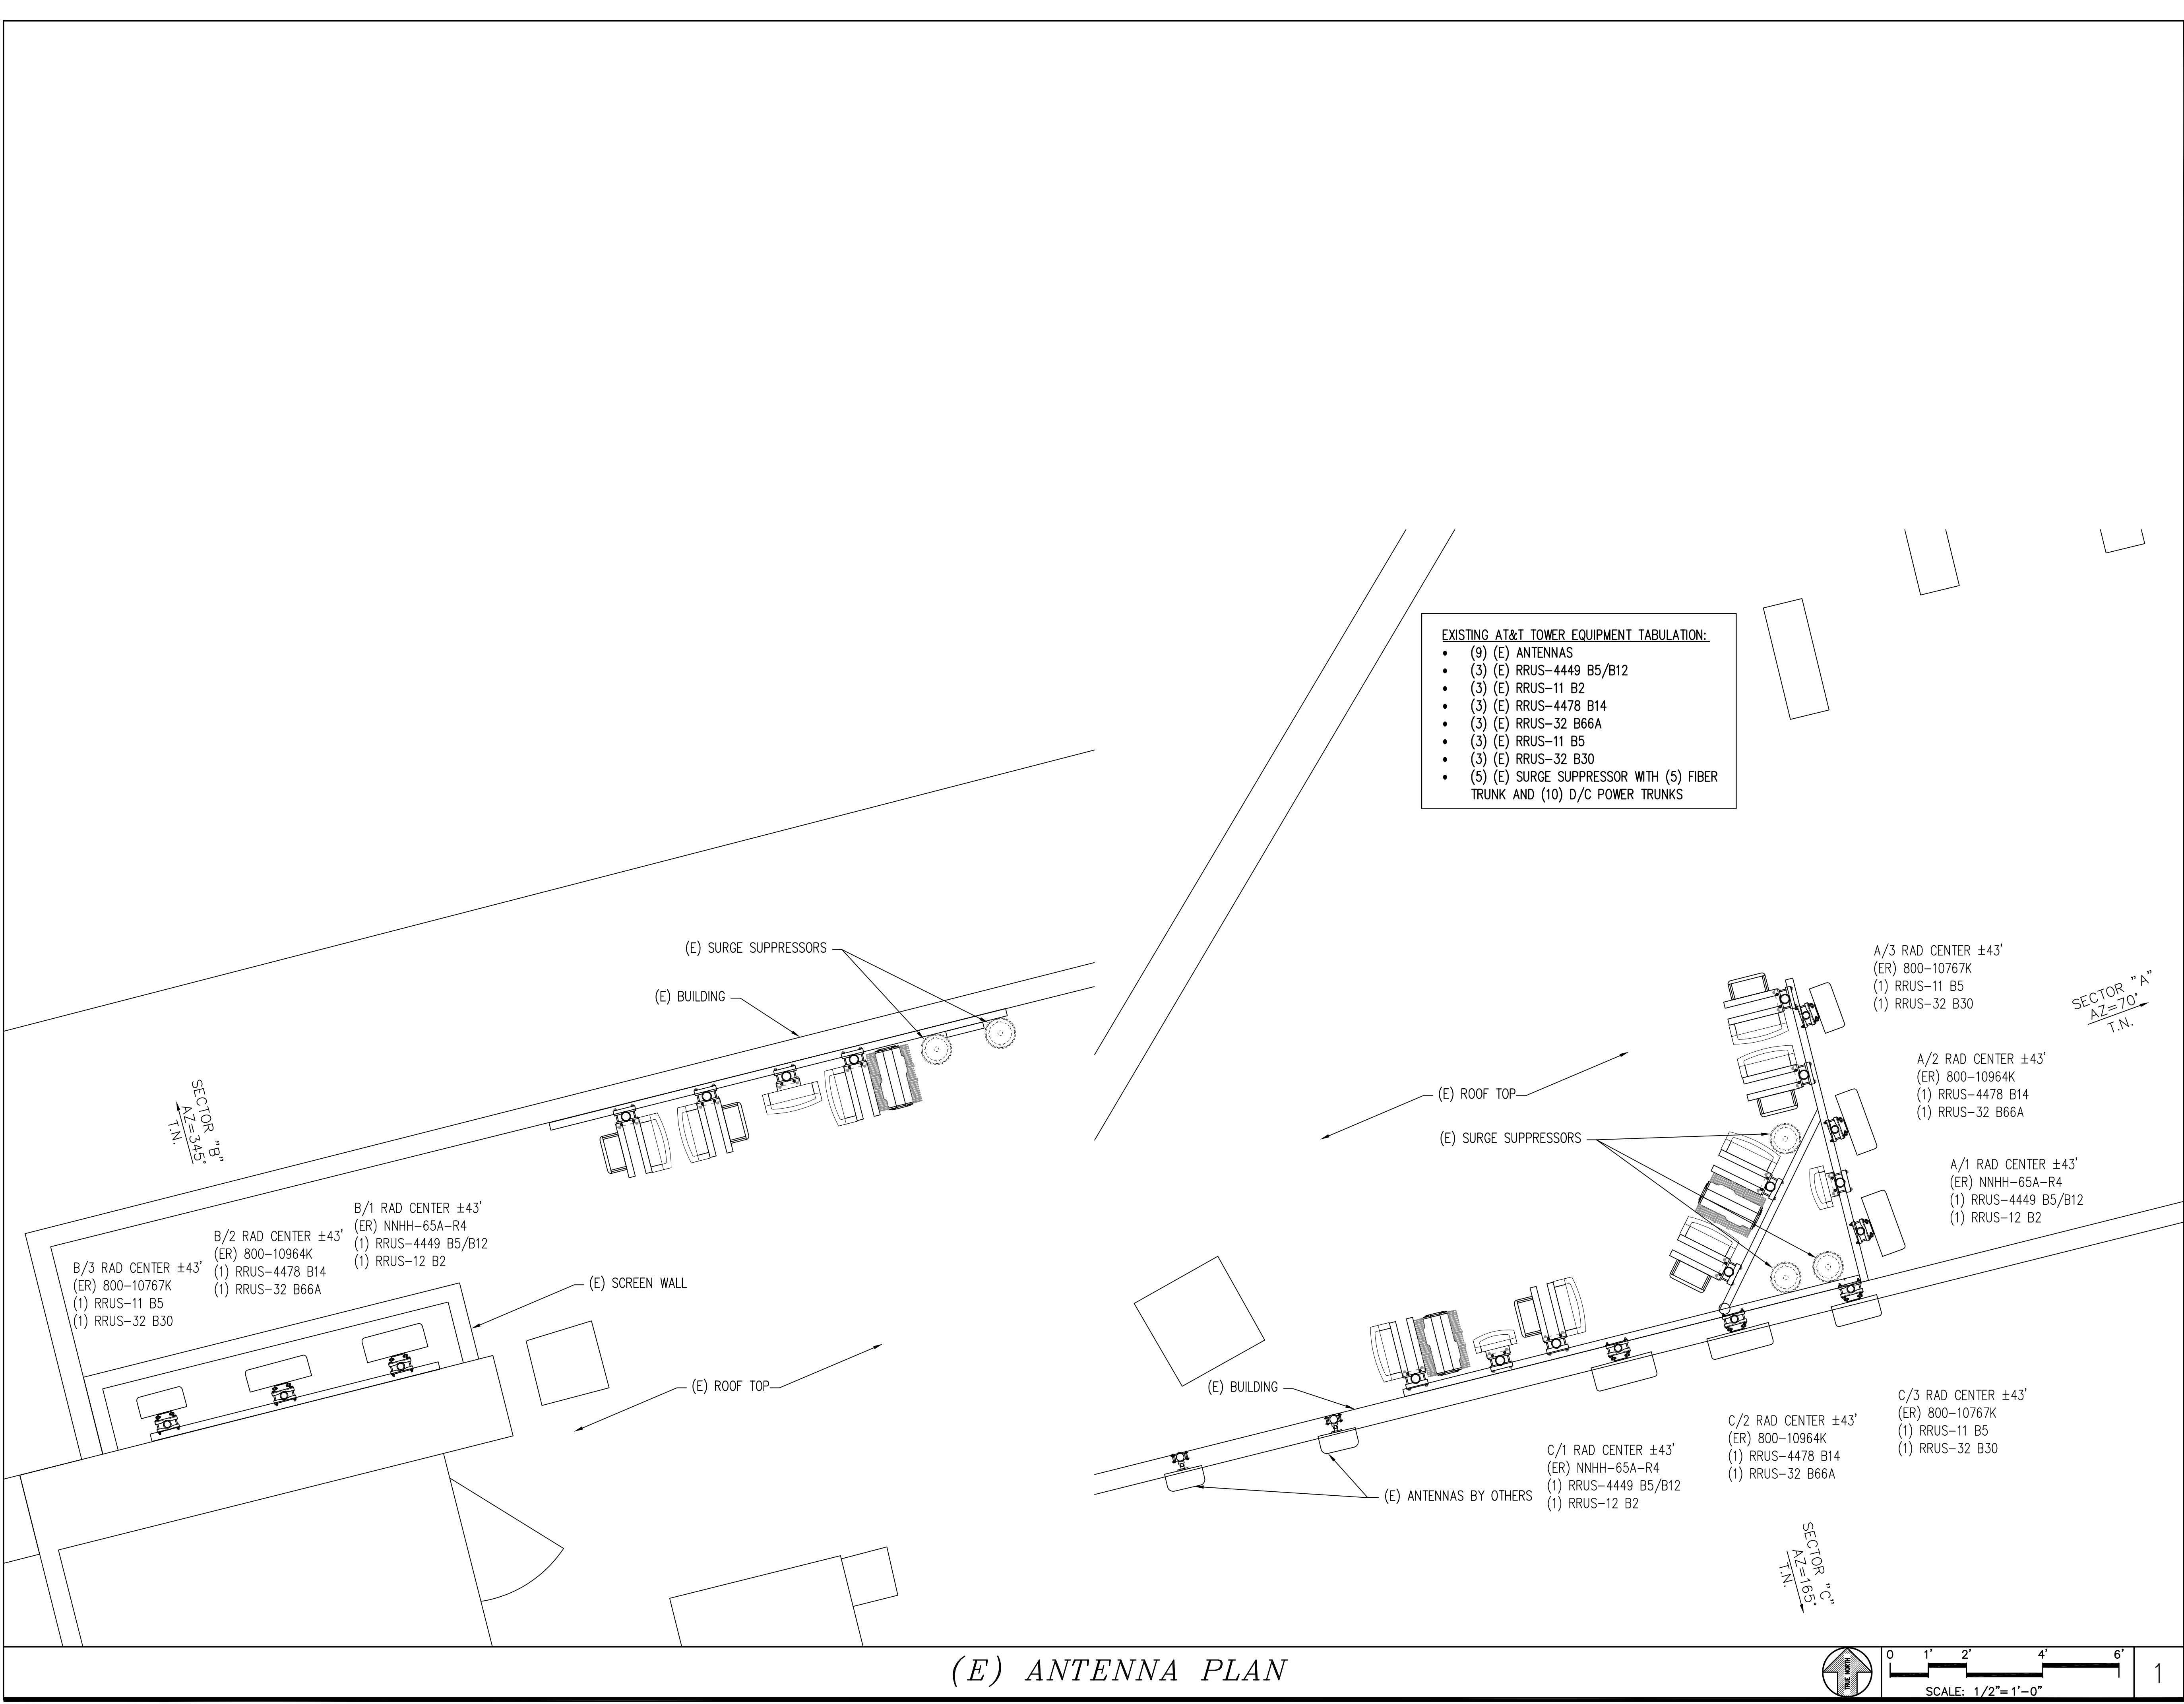 EXISTING AT&T TOWER EQUIPMENT TABULATION:
• (9) (E) ANTENNAS
• (3) (E) RRUS-4449 B5/B12
• (3) (E) RRUS-11 B2
• (3) (E) RRUS-4478 B14
• (3) (E) RRUS-32 B66A
• (3) (E) RRUS-11 B5
• (3) (E) RRUS-32 B30
• (5) (E) SURGE SUPPRESSOR WITH (5) FIBER
TRUNK AND (10) D/C POWER TRUNKS
(E) SURGE SUPPRESSORS
(E) BUILDING
SECTOR "B"
AZ=345°
T.N.
B/1 RAD CENTER ±43'
(ER) NNHH-65A-R4
(1) RRUS-4449 B5/B12
(1) RRUS-12 B2
B/2 RAD CENTER ±43'
(ER) 800-10964K
(1) RRUS-4478 B14
(1) RRUS-32 B66A
B/3 RAD CENTER ±43'
(ER) 800-10767K
(1) RRUS-11 B5
(1) RRUS-32 B30
(E) SCREEN WALL
(E) ROOF TOP
A/3 RAD CENTER ±43'
(ER) 800-10767K
(1) RRUS-11 B5
(1) RRUS-32 B30
SECTOR "A"
AZ=70°
T.N.
A/2 RAD CENTER ±43'
(ER) 800-10964K
(1) RRUS-4478 B14
(1) RRUS-32 B66A
(E) ROOF TOP
(E) SURGE SUPPRESSORS
A/1 RAD CENTER ±43'
(ER) NNHH-65A-R4
(1) RRUS-4449 B5/B12
(1) RRUS-12 B2
(E) BUILDING
(E) ANTENNAS BY OTHERS
C/1 RAD CENTER ±43'
(ER) NNHH-65A-R4
(1) RRUS-4449 B5/B12
(1) RRUS-12 B2
C/2 RAD CENTER ±43'
(ER) 800-10964K
(1) RRUS-4478 B14
(1) RRUS-32 B66A
C/3 RAD CENTER ±43'
(ER) 800-10767K
(1) RRUS-11 B5
(1) RRUS-32 B30
SECTOR "C"
AZ=165°
T.N.
(E) ANTENNA PLAN
TRUE NORTH
0 1' 2' 4' 6'
SCALE: 1/2"=1'-0"
1